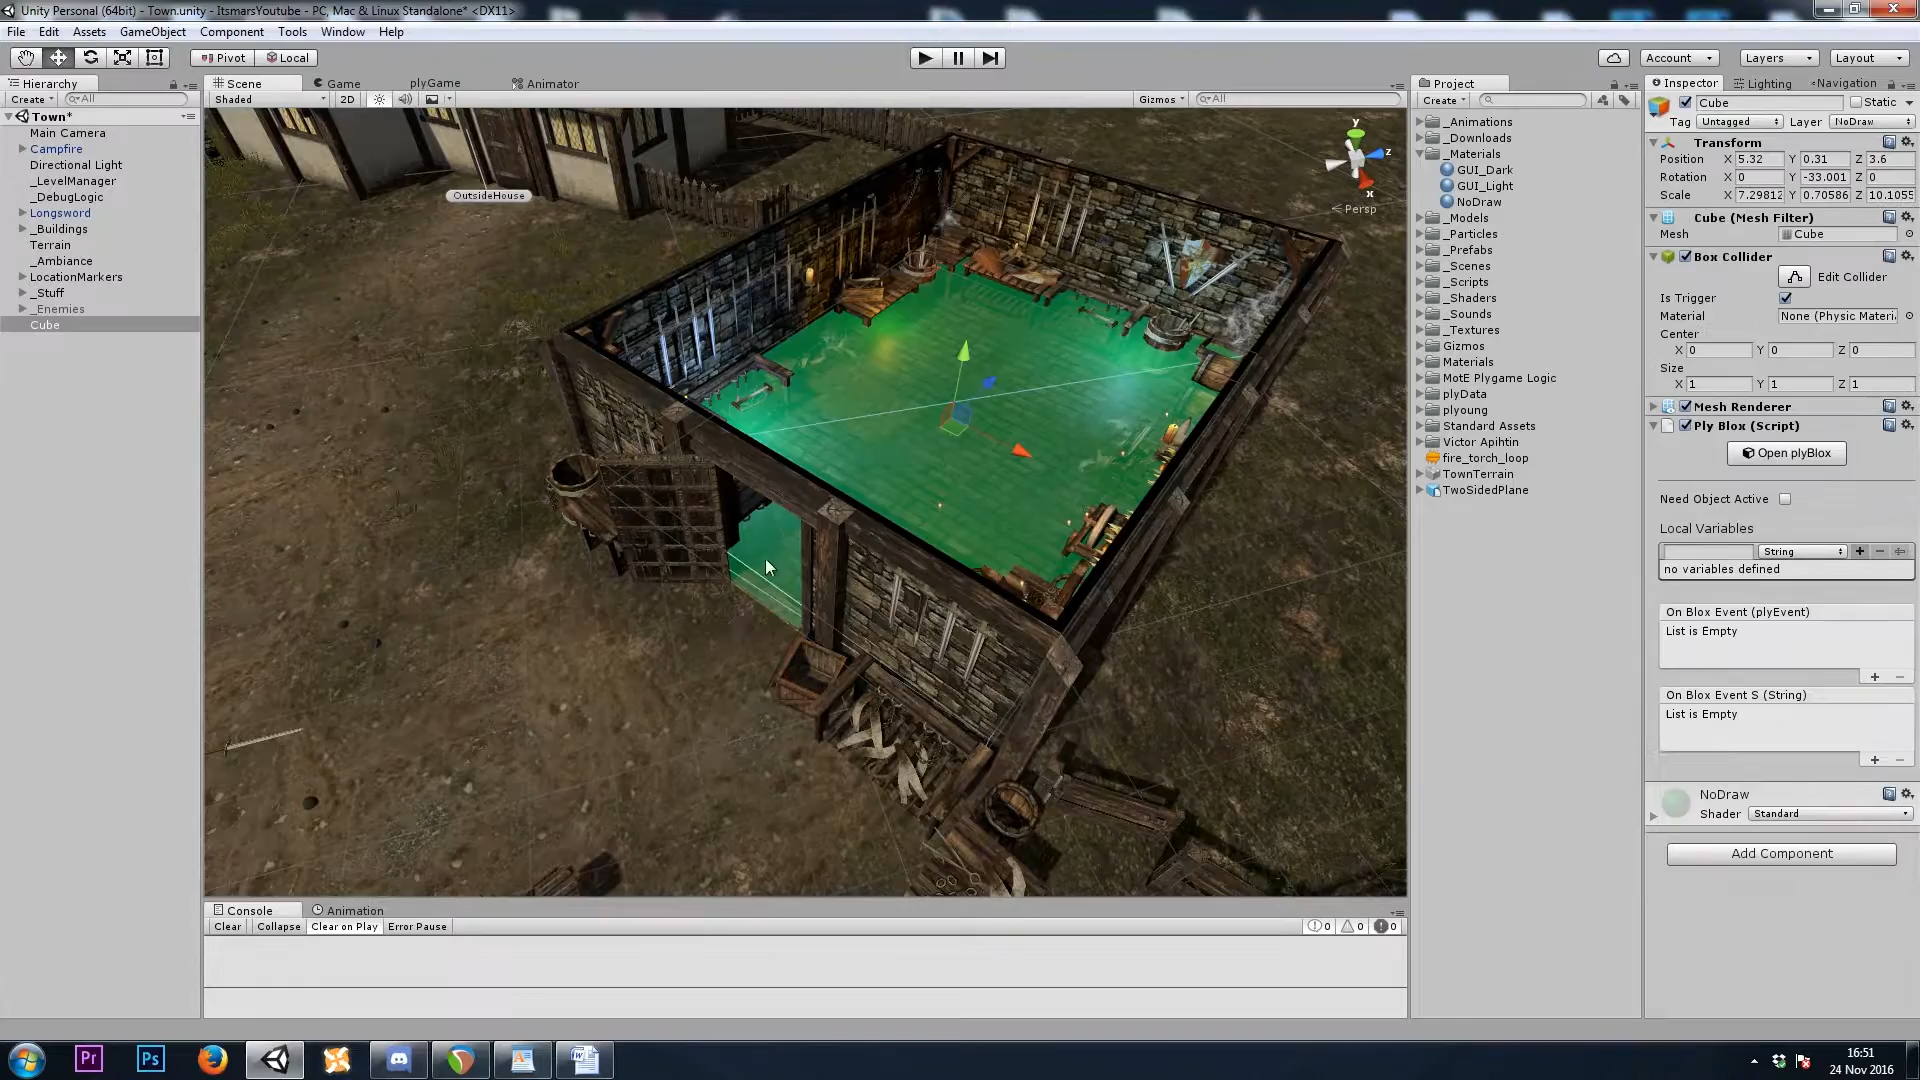 Unity Personal (64bit) - Town.unity - ItsmarsYoutube - PC, Mac & Linux Standalone* <DX11>
File Edit Assets GameObject Component Tools Window Help
Pivot Local
Account Layers Layout
Hierarchy
Create All
Town*
Main Camera
Campfire
Directional Light
_LevelManager
_DebugLogic
Longsword
_Buildings
Terrain
_Ambiance
LocationMarkers
_Stuff
_Enemies
Cube
Scene Game plyGame Animator
Shaded 2D Gizmos All
OutsideHouse
y
z
x
Persp
Console Animation
Clear Collapse Clear on Play Error Pause
0 0 0
Project
Create
_Animations
_Downloads
_Materials
GUI_Dark
GUI_Light
NoDraw
_Models
_Particles
_Prefabs
_Scenes
_Scripts
_Shaders
_Sounds
_Textures
Gizmos
Materials
MotE Plygame Logic
plyData
plyoung
Standard Assets
Victor Apihtin
fire_torch_loop
TownTerrain
TwoSidedPlane
Inspector Lighting Navigation
Cube Static
Tag Untagged Layer NoDraw
Transform
Position X 5.32 Y 0.31 Z 3.6
Rotation X 0 Y -33.001 Z 0
Scale X 7.29812 Y 0.70586 Z 10.1055
Cube (Mesh Filter)
Mesh Cube
Box Collider
Edit Collider
Is Trigger
Material None (Physic Materi
Center
X 0 Y 0 Z 0
Size
X 1 Y 1 Z 1
Mesh Renderer
Ply Blox (Script)
Open plyBlox
Need Object Active
Local Variables
String
no variables defined
On Blox Event (plyEvent)
List is Empty
On Blox Event S (String)
List is Empty
NoDraw
Shader Standard
Add Component
Pr Ps
16:51
24 Nov 2016